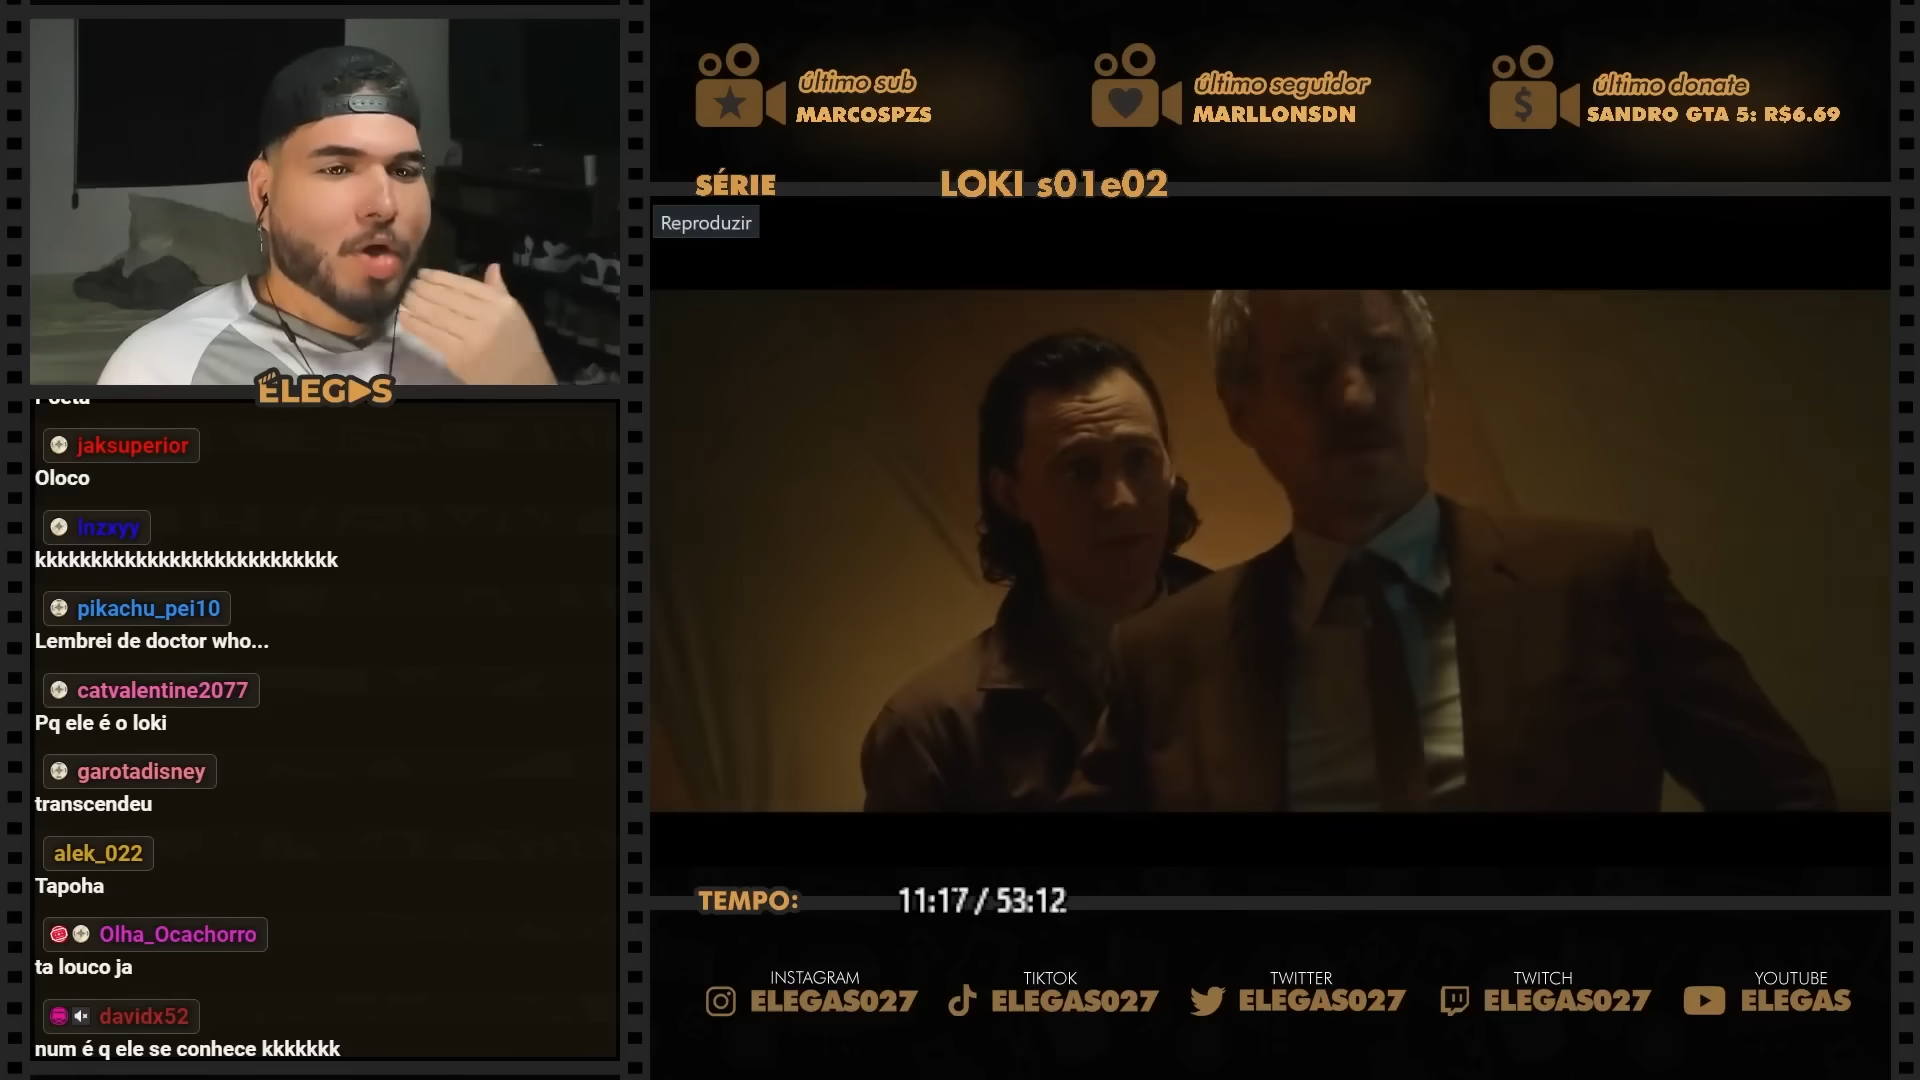 último sub
MARCOSPZS
último seguidor
MARLLONSDN
último donate
SANDRO GTA 5: R$6.69
SÉRIE
LOKI s01e02
Reproduzir
ELEGAS
Poeta
jaksuperior
Oloco
lnzxyy
kkkkkkkkkkkkkkkkkkkkkkkkkkk
pikachu_pei10
Lembrei de doctor who...
catvalentine2077
Pq ele é o loki
garotadisney
transcendeu
alek_022
Tapoha
Olha_Ocachorro
ta louco ja
davidx52
num é q ele se conhece kkkkkkk
TEMPO:
11:17 / 53:12
INSTAGRAM
ELEGAS027
TIKTOK
ELEGAS027
TWITTER
ELEGAS027
TWITCH
ELEGAS027
YOUTUBE
ELEGAS